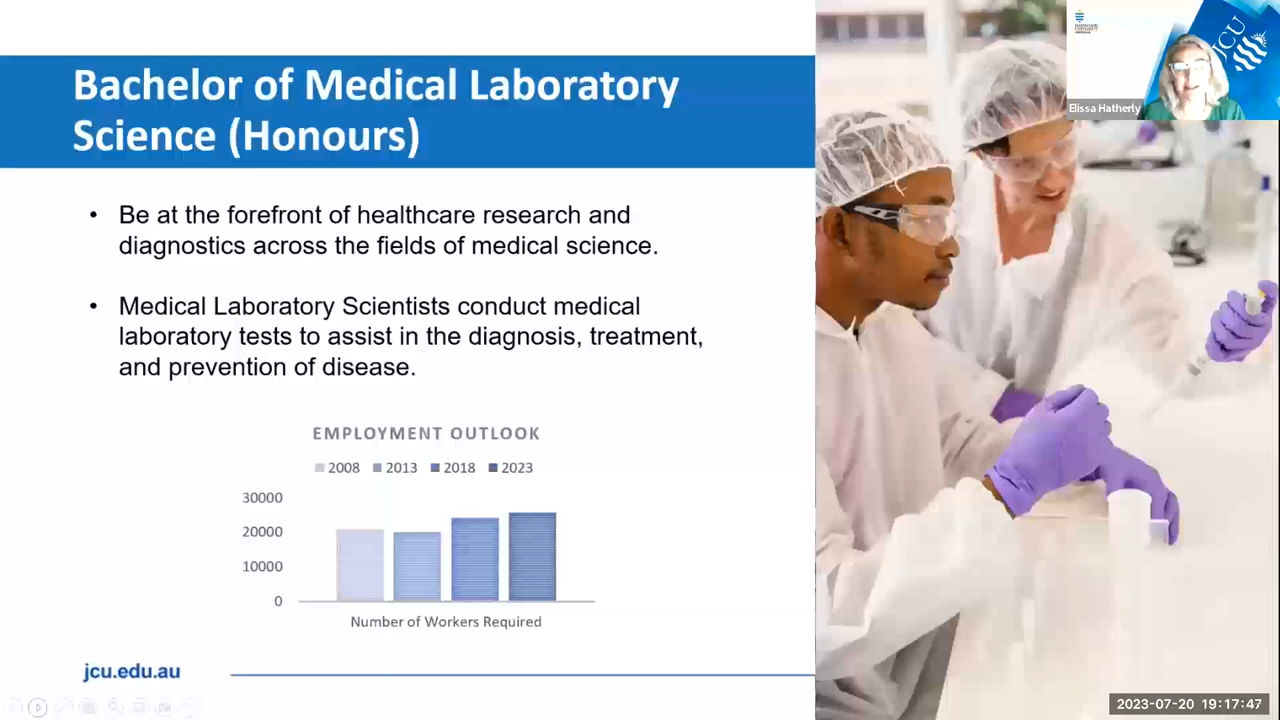 Bachelor of Medical Laboratory
Science (Honours)
• Be at the forefront of healthcare research and
diagnostics across the fields of medical science.
• Medical Laboratory Scientists conduct medical
laboratory tests to assist in the diagnosis, treatment,
and prevention of disease.
EMPLOYMENT OUTLOOK
2008 2013 2018 2023
30000
20000
10000
0
Number of Workers Required
jcu.edu.au
JCU
Elissa Hatherly
2023-07-20 19:17:47